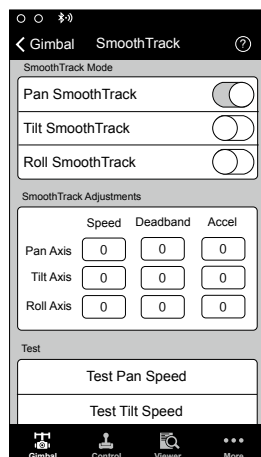 Gimbal SmoothTrack ?
SmoothTrack Mode
Pan SmoothTrack
Tilt SmoothTrack
Roll SmoothTrack
SmoothTrack Adjustments
Speed Deadband Accel
Pan Axis 0 0 0
Tilt Axis 0 0 0
Roll Axis 0 0 0
Test
Test Pan Speed
Test Tilt Speed
Gimbal Control Viewer More